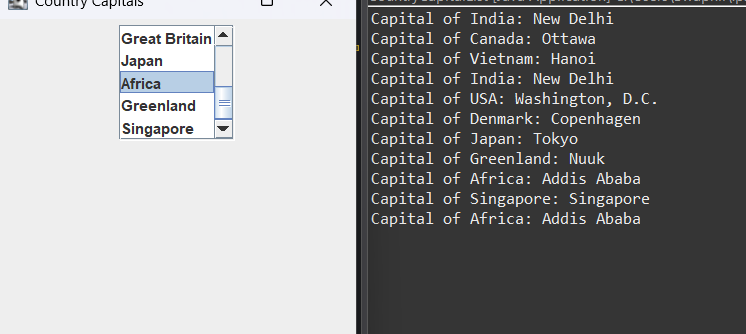 Country Capitals
Great Britain
Japan
Africa
Greenland
Singapore
Capital of India: New Delhi
Capital of Canada: Ottawa
Capital of Vietnam: Hanoi
Capital of India: New Delhi
Capital of USA: Washington, D.C.
Capital of Denmark: Copenhagen
Capital of Japan: Tokyo
Capital of Greenland: Nuuk
Capital of Africa: Addis Ababa
Capital of Singapore: Singapore
Capital of Africa: Addis Ababa